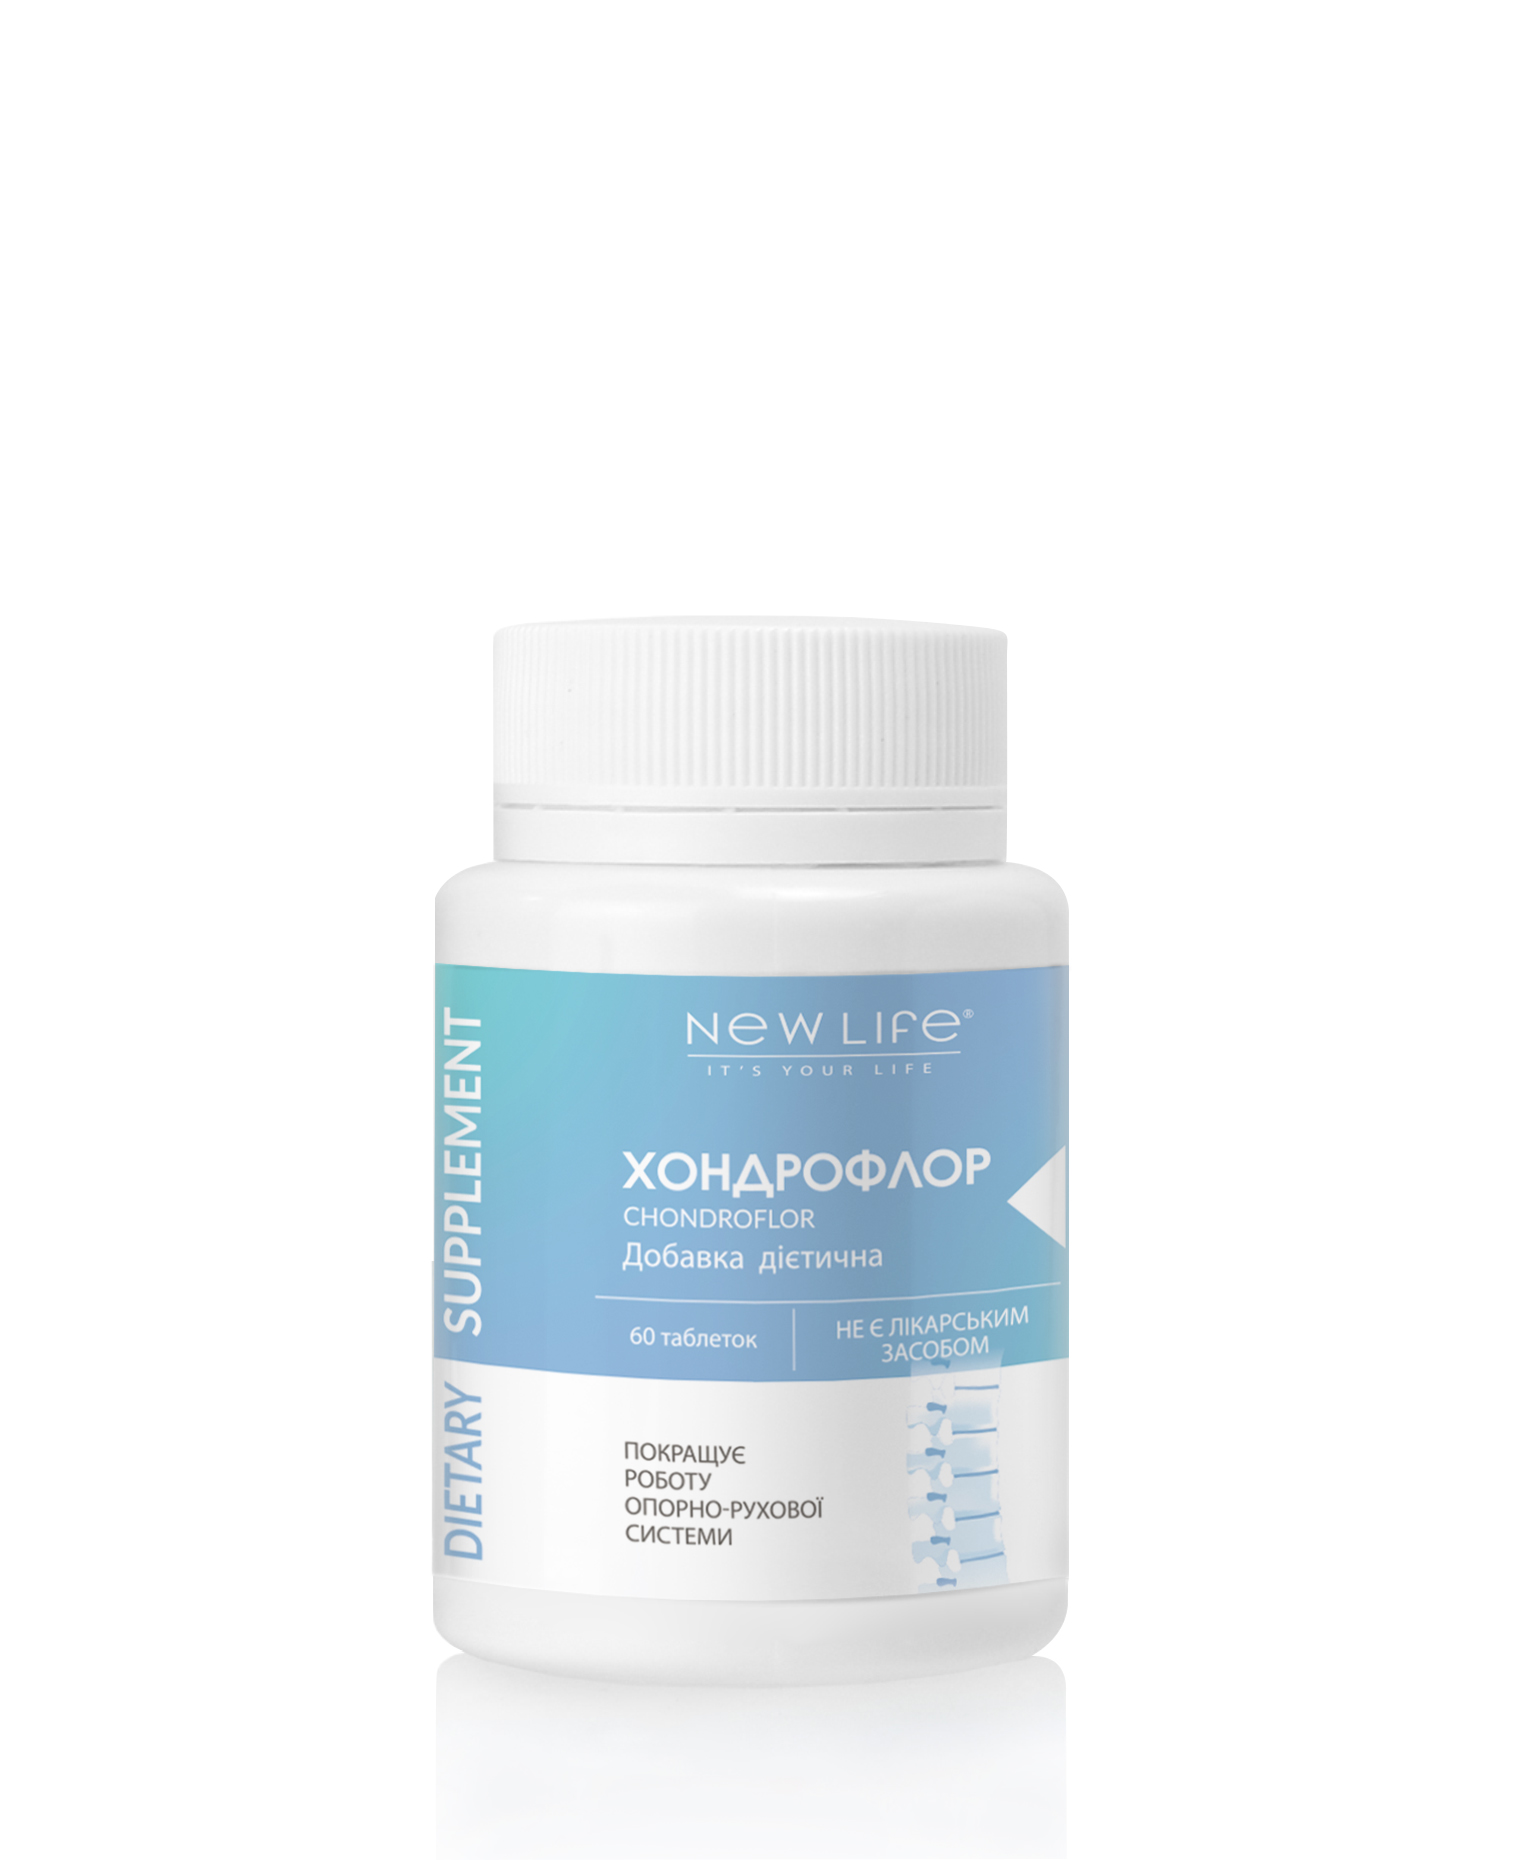 NEW LIFE®
IT'S YOUR LIFE
ХОНДРОФЛОР
CHONDROFLOR
Добавка дієтична
60 таблеток
НЕ Є ЛІКАРСЬКИМ
ЗАСОБОМ
ПОКРАЩУЄ
РОБОТУ
ОПОРНО-РУХОВОЇ
СИСТЕМИ
DIETARY SUPPLEMENT